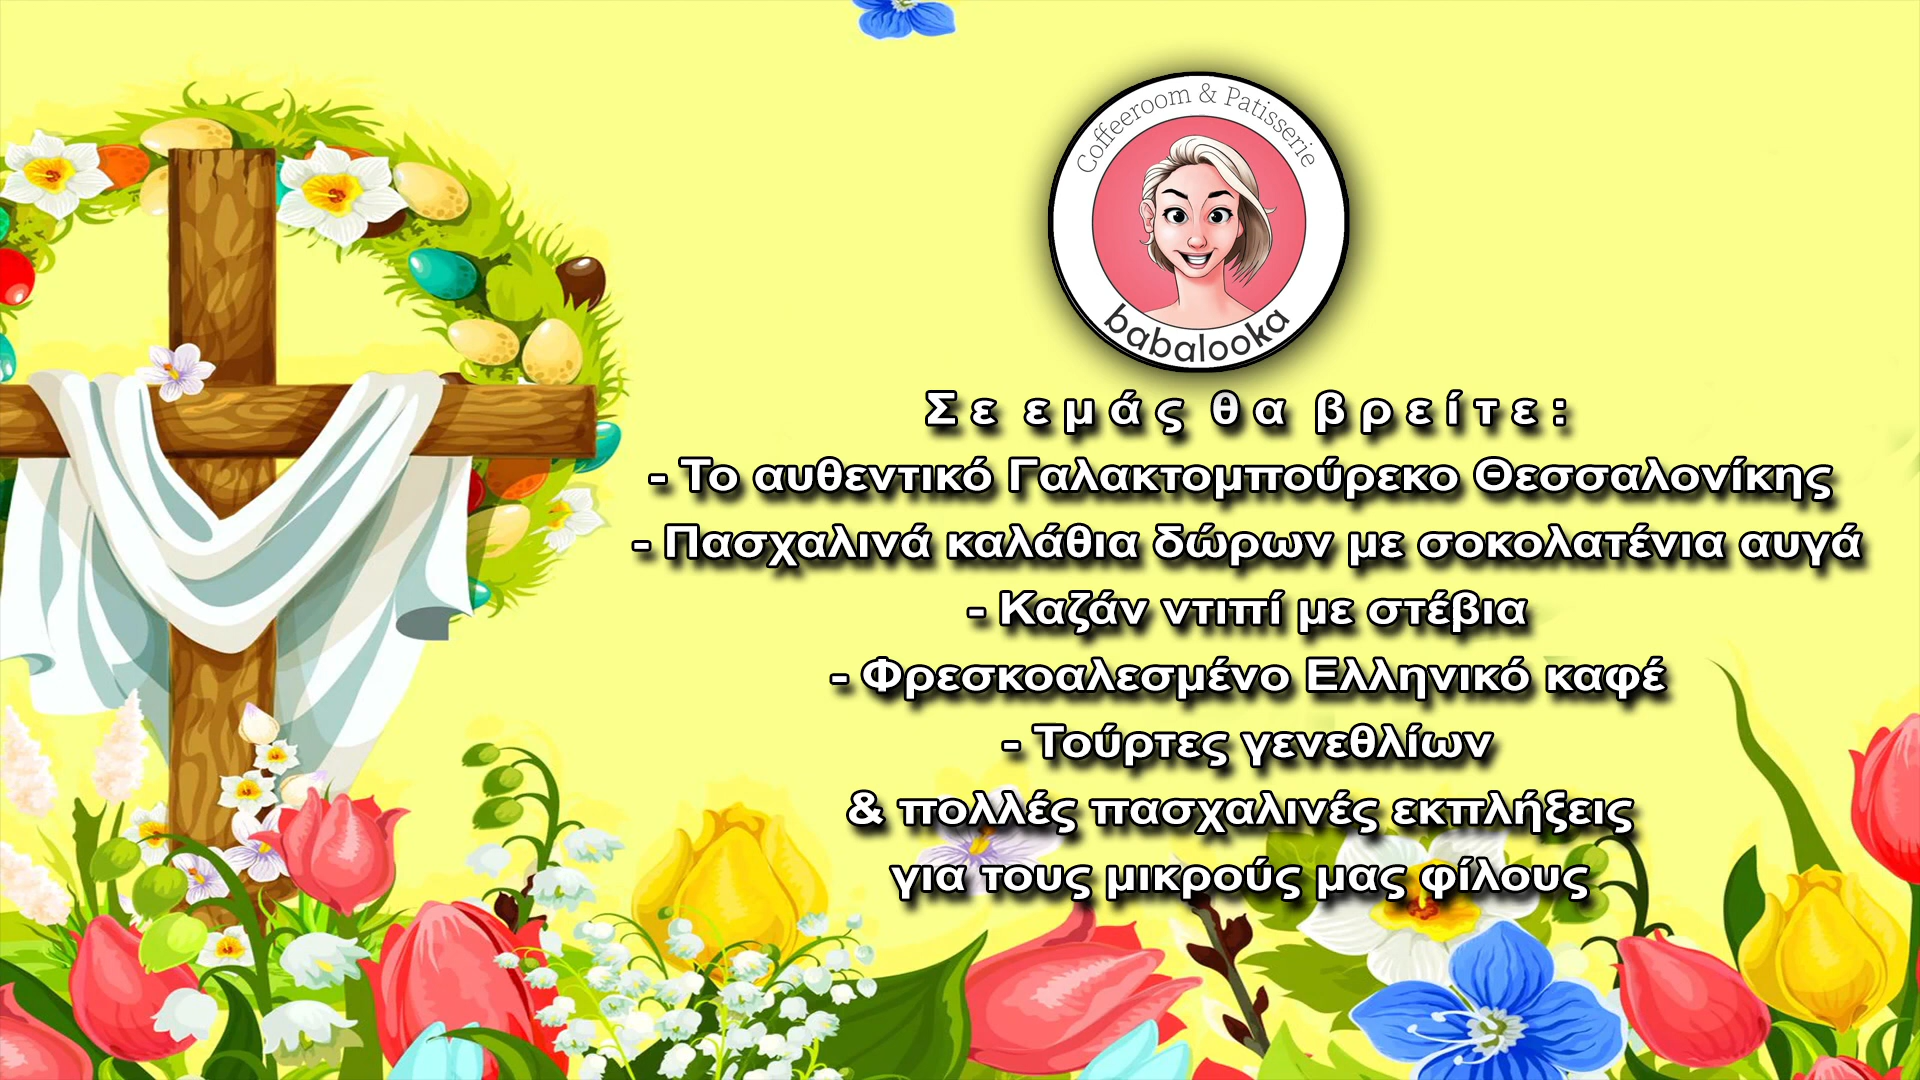 Coffeeroom & Patisserie
babalooka
Σε εμάς θα βρείτε:
- Το αυθεντικό Γαλακτομπούρεκο Θεσσαλονίκης
- Πασχαλινά καλάθια δώρων με σοκολατένια αυγά
- Καζάν ντιπί με στέβια
- Φρεσκοαλεσμένο Ελληνικό καφέ
- Τούρτες γενεθλίων
& πολλές πασχαλινές εκπλήξεις
για τους μικρούς μας φίλους